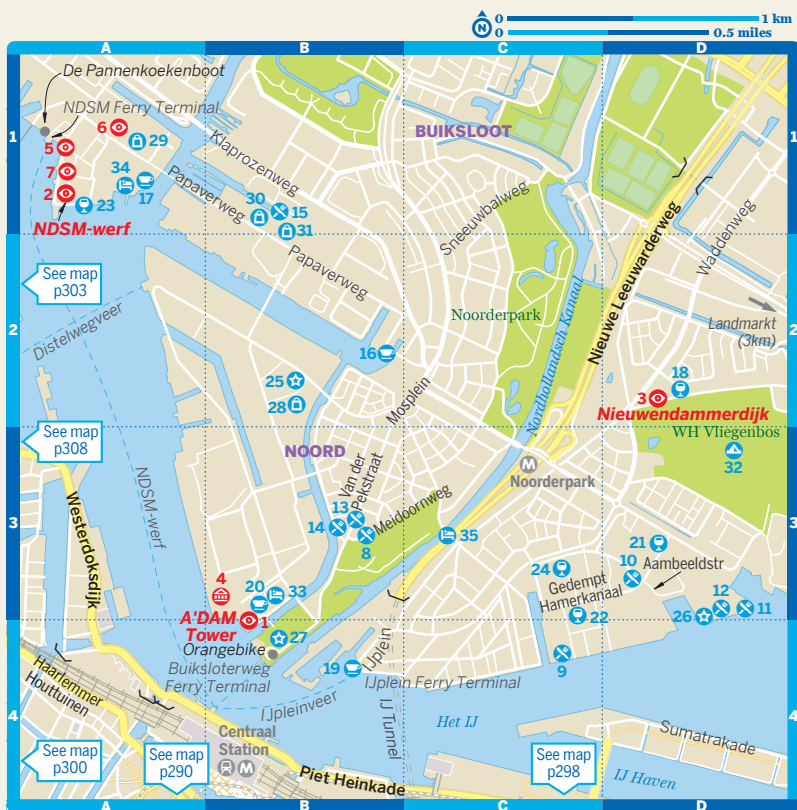 0 1 km
N
0 0.5 miles
A B C D
De Pannenkoekenboot
NDSM Ferry Terminal
1
6
29
5
7
34
17
2
23
NDSM-werf
Klaprozenweg
Papaverweg
30
15
31
BUIKSLOOT
Sneeuwbalweg
1
See map
p303
Distelwegveer
Papaverweg
Noorderpark
Nordhollandsch Kanaal
Nieuwe Leeuwarderweg
Waddenweg
Landmarkt
(3km)
2
16
25
28
Mosplein
18
3
Nieuwendammerdijk
2
WH Vliegenbos
32
See map
p308
NDSM-werf
Westerdoksdijk
NOORD
Van der
Pekstraat
13
14
8
Meidoornweg
35
M
Noorderpark
3
21
24
10
Aambeeldstr
Gedempt
Hamerkanaal
22
12
11
26
3
4
20
33
A'DAM
Tower
1
27
Orangebike
Buiksloterweg
Ferry Terminal
19
IJplein
IJplein Ferry Terminal
9
IJpleinveer
IJ Tunnel
Het IJ
Haarlemmer
Houttuinen
4
See map
p300
See map
p290
Centraal
Station
M
Piet Heinkade
See map
p298
IJ Haven
Sumatrakade
4
A B C D